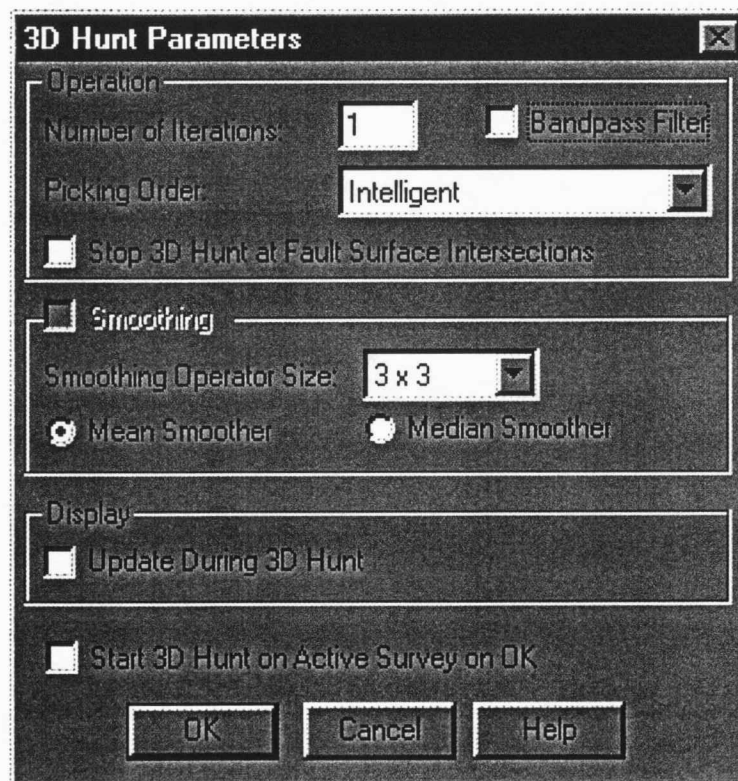 3D Hunt Parameters
Operation
Number of Iterations: 1 Bandpass Filter
Picking Order: Intelligent
Stop 3D Hunt at Fault Surface Intersections
Smoothing
Smoothing Operator Size: 3 x 3
Mean Smoother Median Smoother
Display
Update During 3D Hunt
Start 3D Hunt on Active Survey on OK
OK Cancel Help